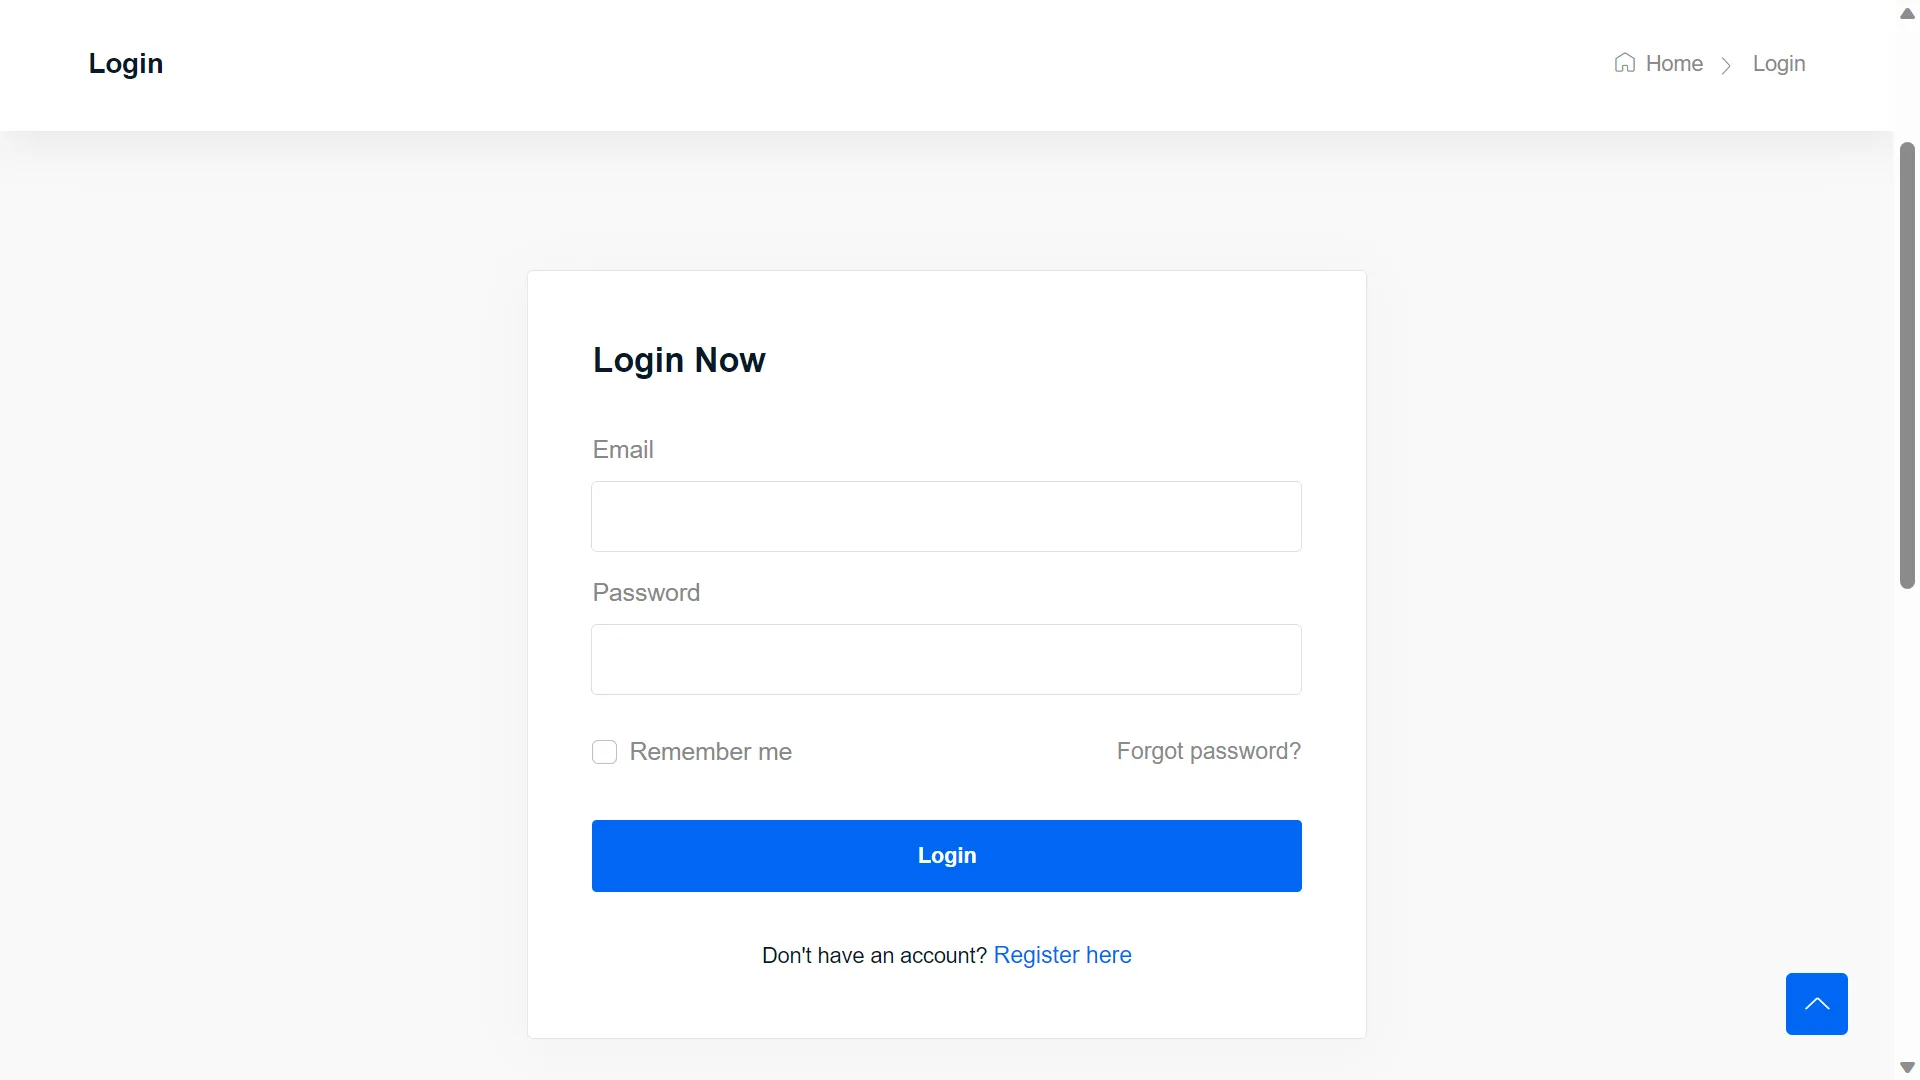 Login
Home
Login
Login Now
Email
Password
Remember me
Forgot password?
Login
Don't have an account? Register here